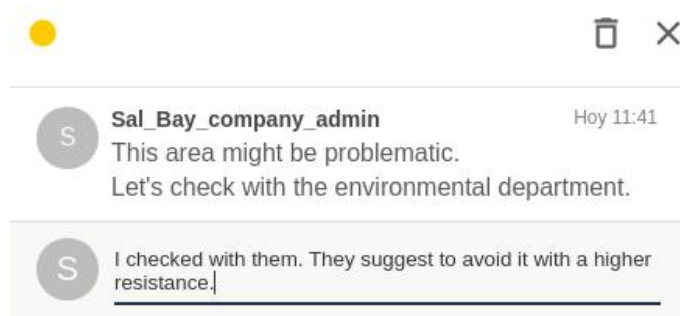 S
Sal_Bay_company_admin
Hoy 11:41
This area might be problematic.
Let's check with the environmental department.
S
I checked with them. They suggest to avoid it with a higher
resistance.